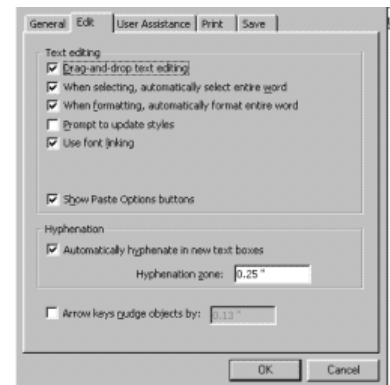 General Edit User Assistance Print Save
Text editing
Drag-and-drop text editing
When selecting, automatically select entire word
When formatting, automatically format entire word
Prompt to update styles
Use font linking
Show Paste Options buttons
Hyphenation
Automatically hyphenate in new text boxes
Hyphenation zone: 0.25"
Arrow keys nudge objects by: 0.13"
OK Cancel